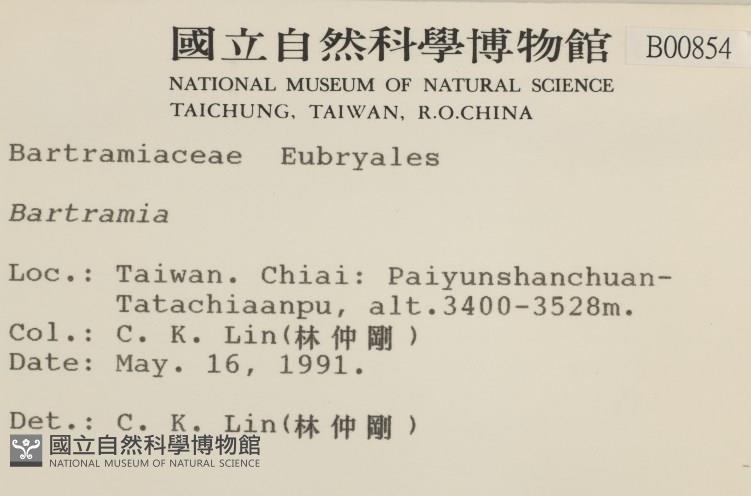 國立自然科學博物館
B00854
NATIONAL MUSEUM OF NATURAL SCIENCE
TAICHUNG, TAIWAN, R.O.CHINA
Bartramiaceae Eubryales
Bartramia
Loc.: Taiwan. Chiai: Paiyunshanchuan-
Tatachiaanpu, alt.3400-3528m.
Col.: C. K. Lin(林仲剛)
Date: May. 16, 1991.
Det.: C. K. Lin(林仲剛)
國立自然科學博物館
NATIONAL MUSEUM OF NATURAL SCIENCE